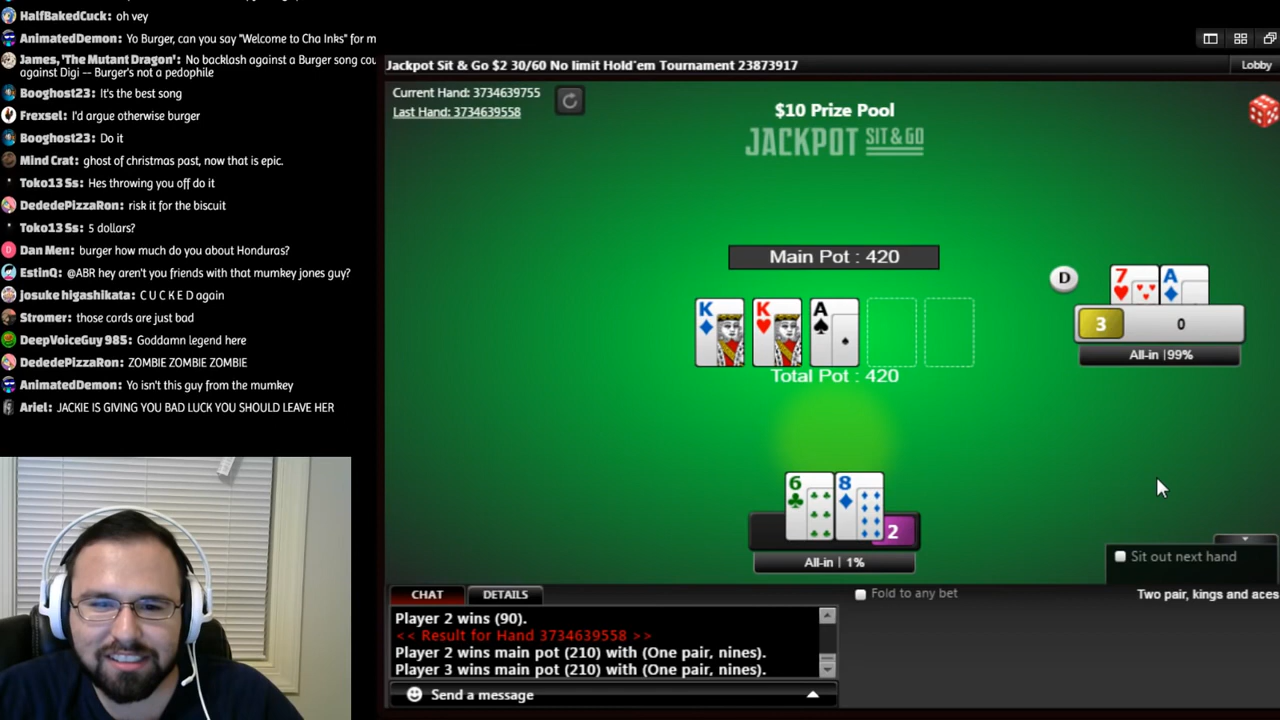 HalfBakedCuck: oh vey
AnimatedDemon: Yo Burger, can you say "Welcome to Cha Inks" for m
James, 'The Mutant Dragon': No backlash against a Burger song cou
against Digi -- Burger's not a pedophile
Booghost23: It's the best song
Frexsel: I'd argue otherwise burger
Booghost23: Do it
Mind Crat: ghost of christmas past, now that is epic.
Toko13 Ss: Hes throwing you off do it
DededePizzaRon: risk it for the biscuit
Toko13 Ss: 5 dollars?
D
Dan Men: burger how much do you about Honduras?
EstinQ: @ABR hey aren't you friends with that mumkey jones guy?
josuke higashikata: C U C K E D again
Stromer: those cards are just bad
DeepVoiceGuy 985: Goddamn legend here
DededePizzaRon: ZOMBIE ZOMBIE ZOMBIE
AnimatedDemon: Yo isn't this guy from the mumkey
Ariel: JACKIE IS GIVING YOU BAD LUCK YOU SHOULD LEAVE HER
Jackpot Sit & Go $2 30/60 No limit Hold'em Tournament 23873917
Lobby
Current Hand: 3734639755
Last Hand: 3734639558
$10 Prize Pool
JACKPOT SIT & GO
Main Pot : 420
K K A
Total Pot : 420
D
7 A
3 0
All-in |99%
6 8
2
All-in | 1%
Sit out next hand
Fold to any bet
Two pair, kings and aces
CHAT DETAILS
Player 2 wins (90).
<< Result for Hand 3734639558 >>
Player 2 wins main pot (210) with (One pair, nines).
Player 3 wins main pot (210) with (One pair, nines).
Send a message